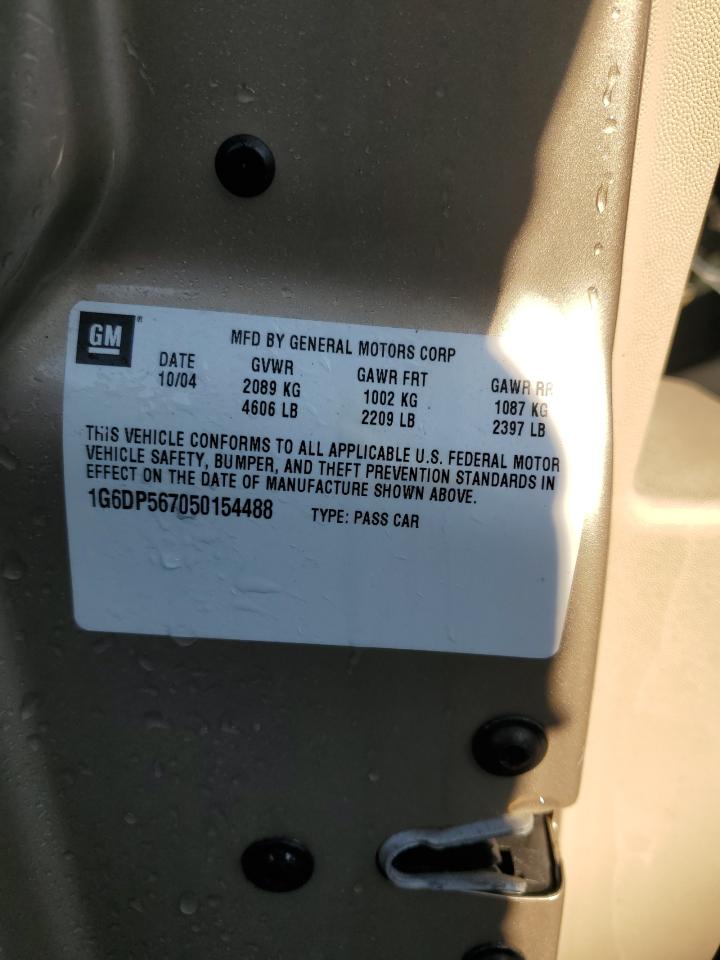 GM®
MFD BY GENERAL MOTORS CORP
DATE GVWR GAWR FRT GAWR RR
10/04 2089 KG 1002 KG 1087 KG
4606 LB 2209 LB 2397 LB
THIS VEHICLE CONFORMS TO ALL APPLICABLE U.S. FEDERAL MOTOR
VEHICLE SAFETY, BUMPER, AND THEFT PREVENTION STANDARDS IN
EFFECT ON THE DATE OF MANUFACTURE SHOWN ABOVE.
1G6DP567050154488 TYPE: PASS CAR